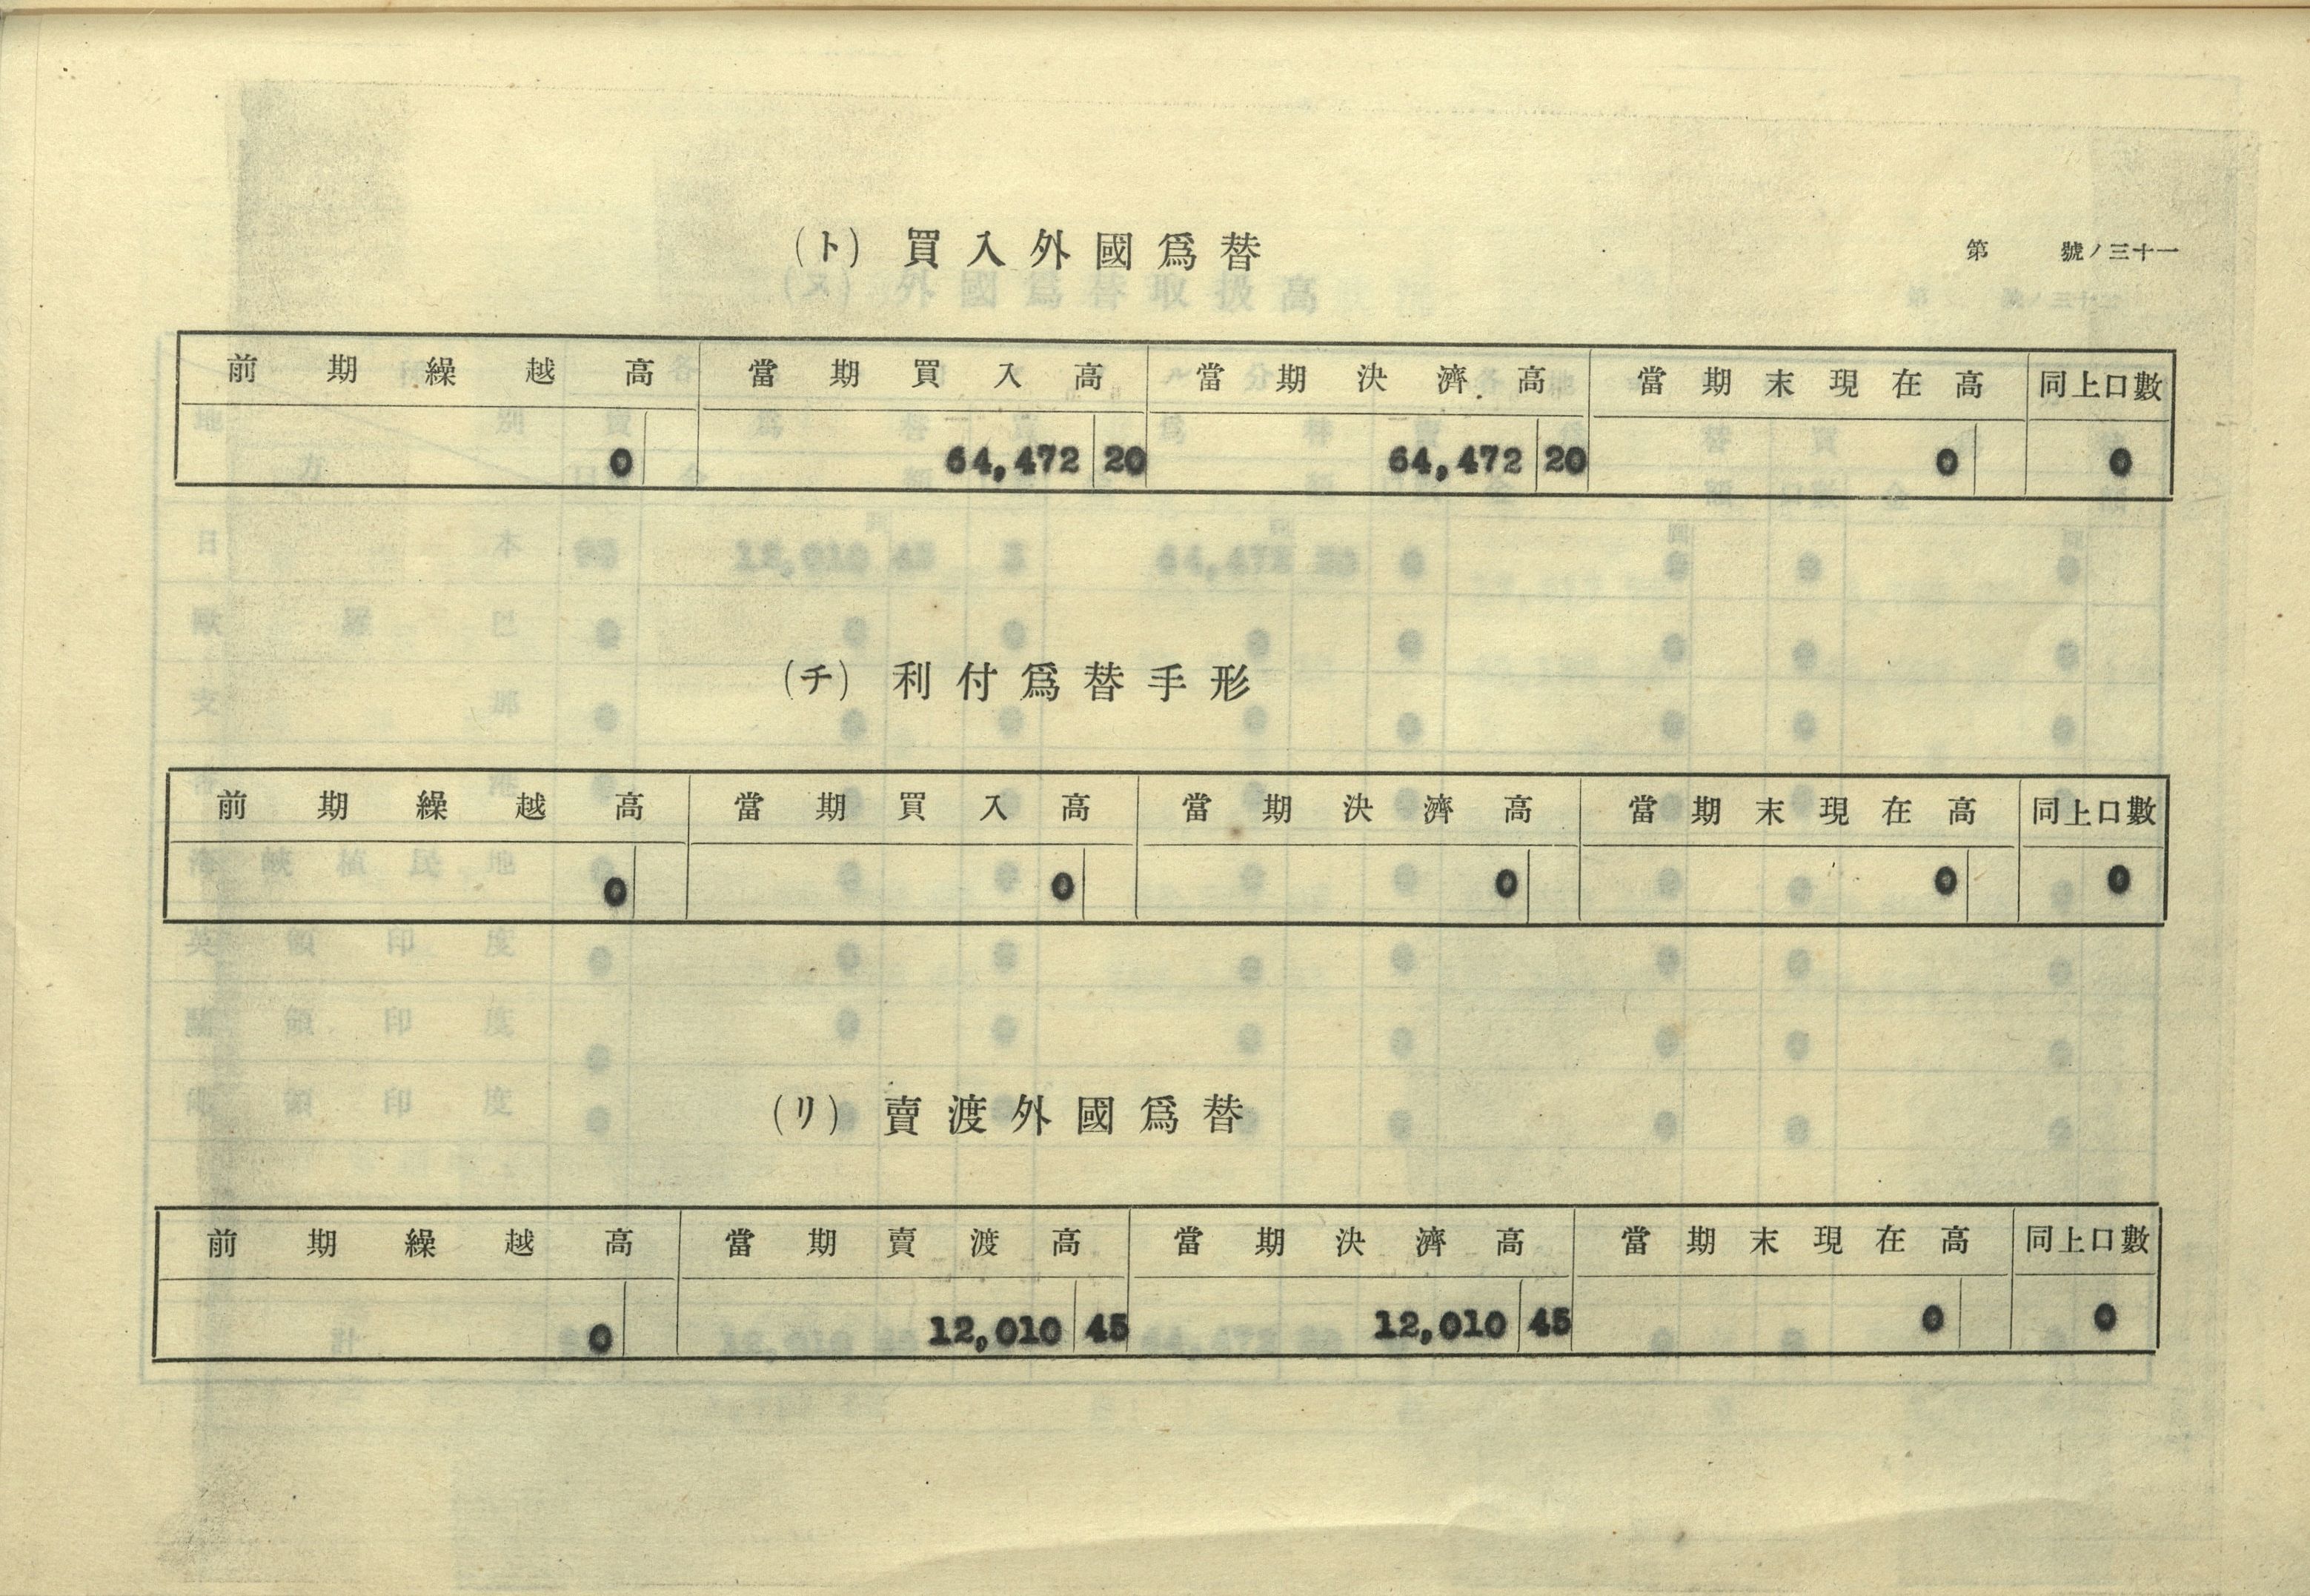 (ト) 買入外國爲替
第 號ノ三十一
前期繰越高 當期買入高 當期決濟高 當期末現在高 同上口數
0 64,472 20 64,472 20 0 0
(チ) 利付爲替手形
前期繰越高 當期買入高 當期決濟高 當期末現在高 同上口數
0 0 0 0 0
(リ) 賣渡外國爲替
前期繰越高 當期賣渡高 當期決濟高 當期末現在高 同上口數
0 12,010 45 12,010 45 0 0